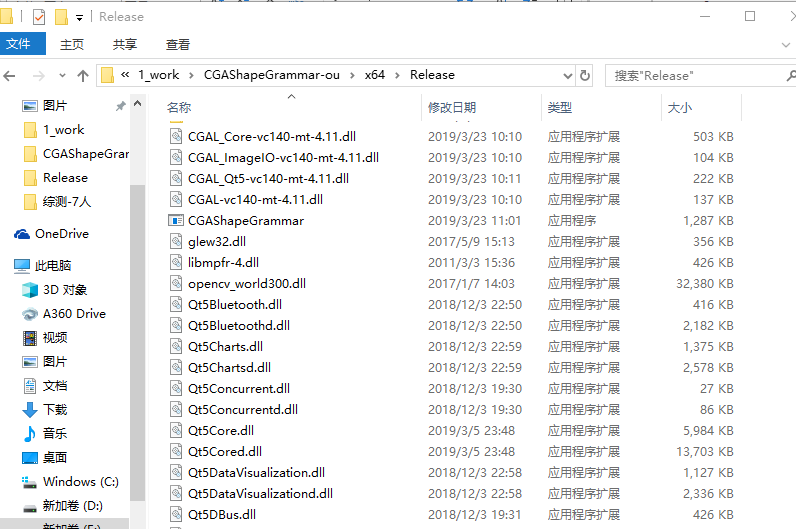 Release
文件 主页 共享 查看
« 1_work › CGAShapeGrammar-ou › x64 › Release 搜索"Release"
图片
1_work
CGAShapeGrar
Release
综测-7人
OneDrive
此电脑
3D 对象
A360 Drive
视频
图片
文档
下载
音乐
桌面
Windows (C:)
新加卷 (D:)
新加卷 (E:)
名称 修改日期 类型 大小
CGAL_Core-vc140-mt-4.11.dll 2019/3/23 10:10 应用程序扩展 503 KB
CGAL_ImageIO-vc140-mt-4.11.dll 2019/3/23 10:10 应用程序扩展 104 KB
CGAL_Qt5-vc140-mt-4.11.dll 2019/3/23 10:11 应用程序扩展 222 KB
CGAL-vc140-mt-4.11.dll 2019/3/23 10:10 应用程序扩展 137 KB
CGAShapeGrammar 2019/3/23 11:01 应用程序 1,287 KB
glew32.dll 2017/5/9 15:13 应用程序扩展 356 KB
libmpfr-4.dll 2011/3/3 15:36 应用程序扩展 426 KB
opencv_world300.dll 2017/1/7 14:03 应用程序扩展 32,380 KB
Qt5Bluetooth.dll 2018/12/3 22:50 应用程序扩展 416 KB
Qt5Bluetoothd.dll 2018/12/3 22:50 应用程序扩展 2,182 KB
Qt5Charts.dll 2018/12/3 22:59 应用程序扩展 1,375 KB
Qt5Chartsd.dll 2018/12/3 22:59 应用程序扩展 2,578 KB
Qt5Concurrent.dll 2018/12/3 19:30 应用程序扩展 27 KB
Qt5Concurrentd.dll 2018/12/3 19:30 应用程序扩展 86 KB
Qt5Core.dll 2019/3/5 23:48 应用程序扩展 5,984 KB
Qt5Cored.dll 2019/3/5 23:48 应用程序扩展 13,703 KB
Qt5DataVisualization.dll 2018/12/3 22:58 应用程序扩展 1,127 KB
Qt5DataVisualizationd.dll 2018/12/3 22:58 应用程序扩展 2,336 KB
Qt5DBus.dll 2018/12/3 19:31 应用程序扩展 426 KB